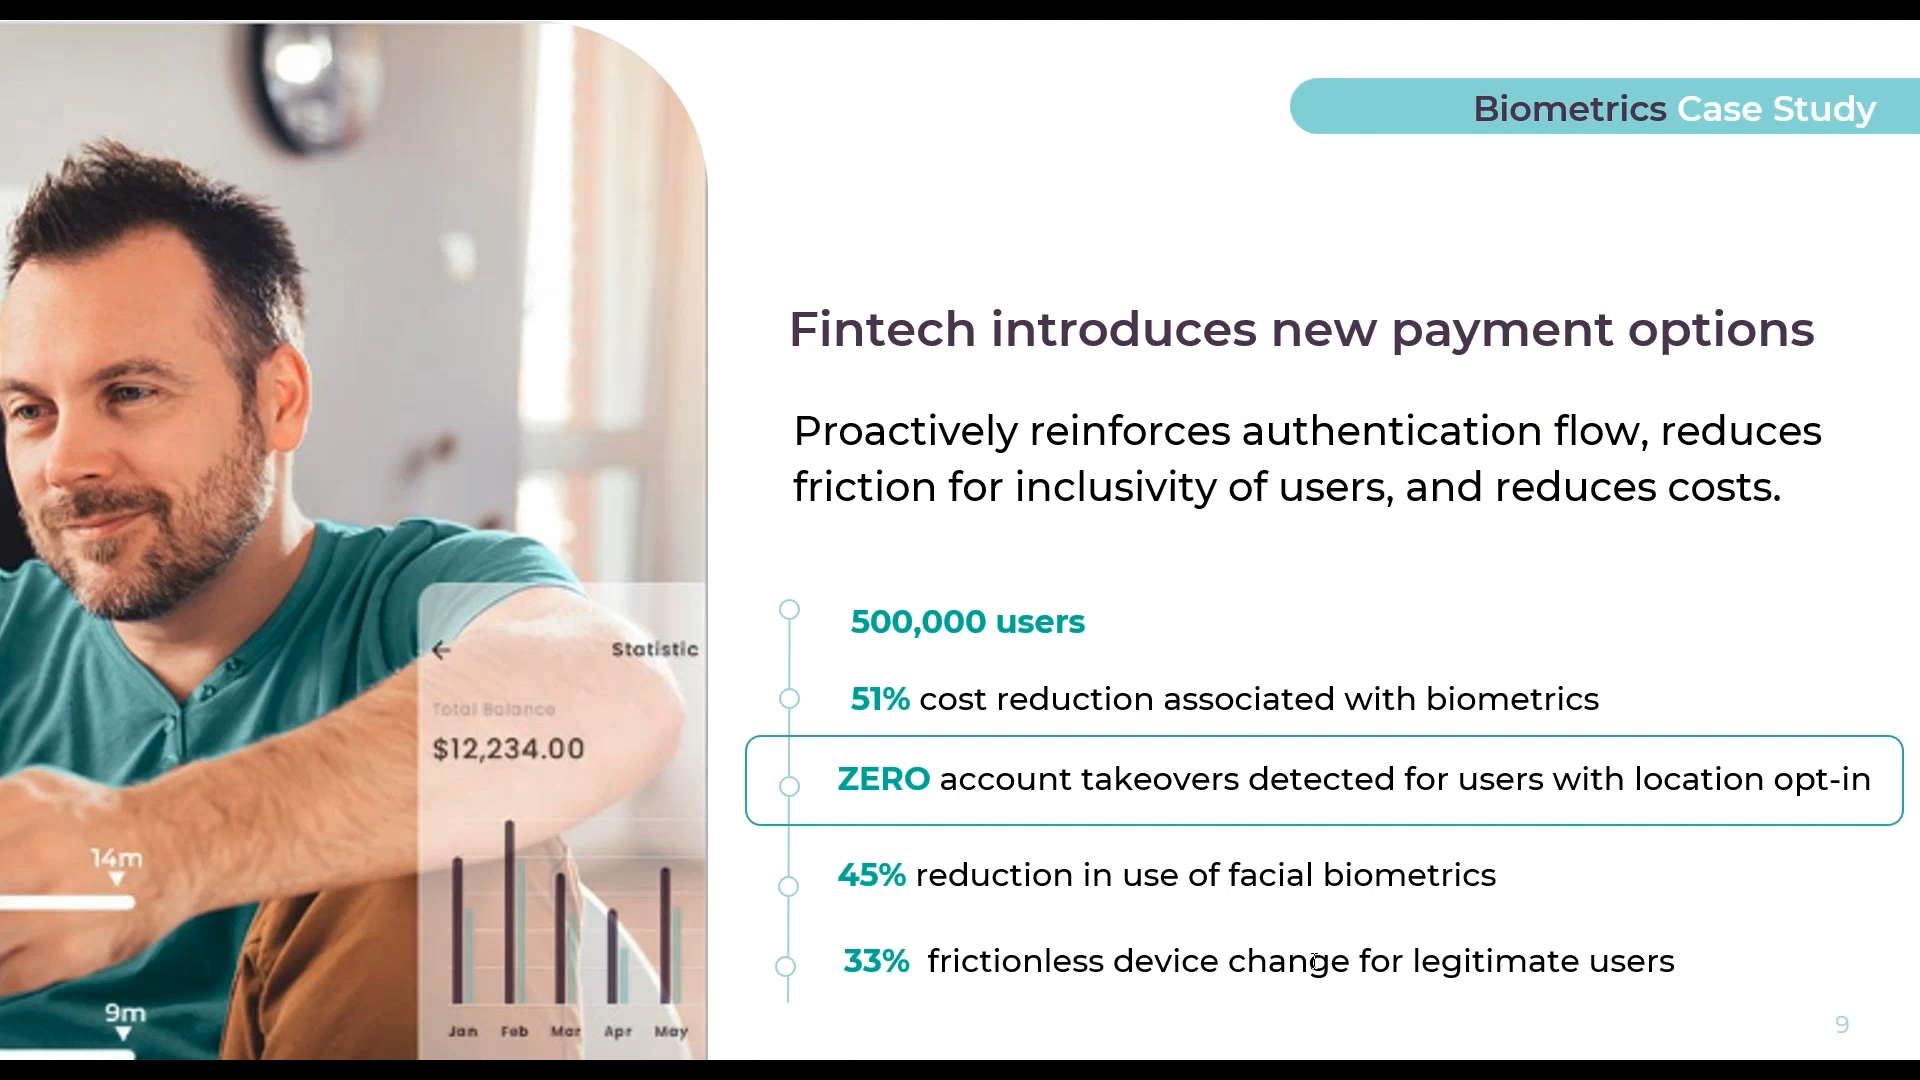 Biometrics Case Study
Fintech introduces new payment options
Proactively reinforces authentication flow, reduces
friction for inclusivity of users, and reduces costs.
500,000 users
51% cost reduction associated with biometrics
ZERO account takeovers detected for users with location opt-in
45% reduction in use of facial biometrics
33% frictionless device change for legitimate users
9
Statistic
Total Balance
$12,234.00
14m
9m
Jan Feb Mar Apr May